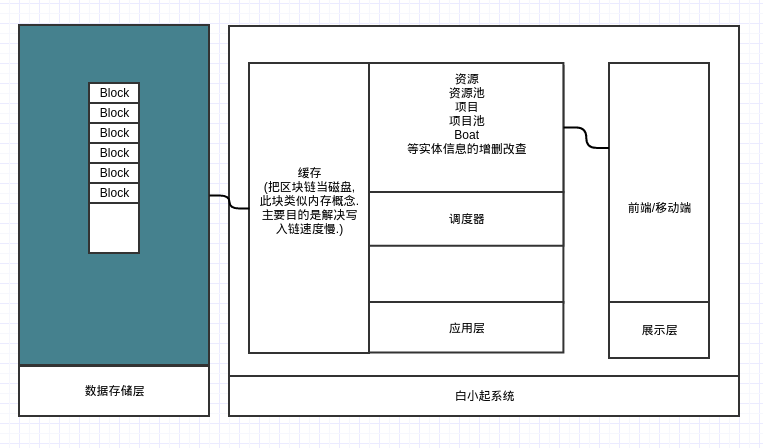 Block
Block
Block
Block
Block
Block
数据存储层
缓存
(把区块链当磁盘,
此块类似内存概念.
主要目的是解决写
入链速度慢.)
资源
资源池
项目
项目池
Boat
等实体信息的增删改查
调度器
应用层
前端/移动端
展示层
白小起系统